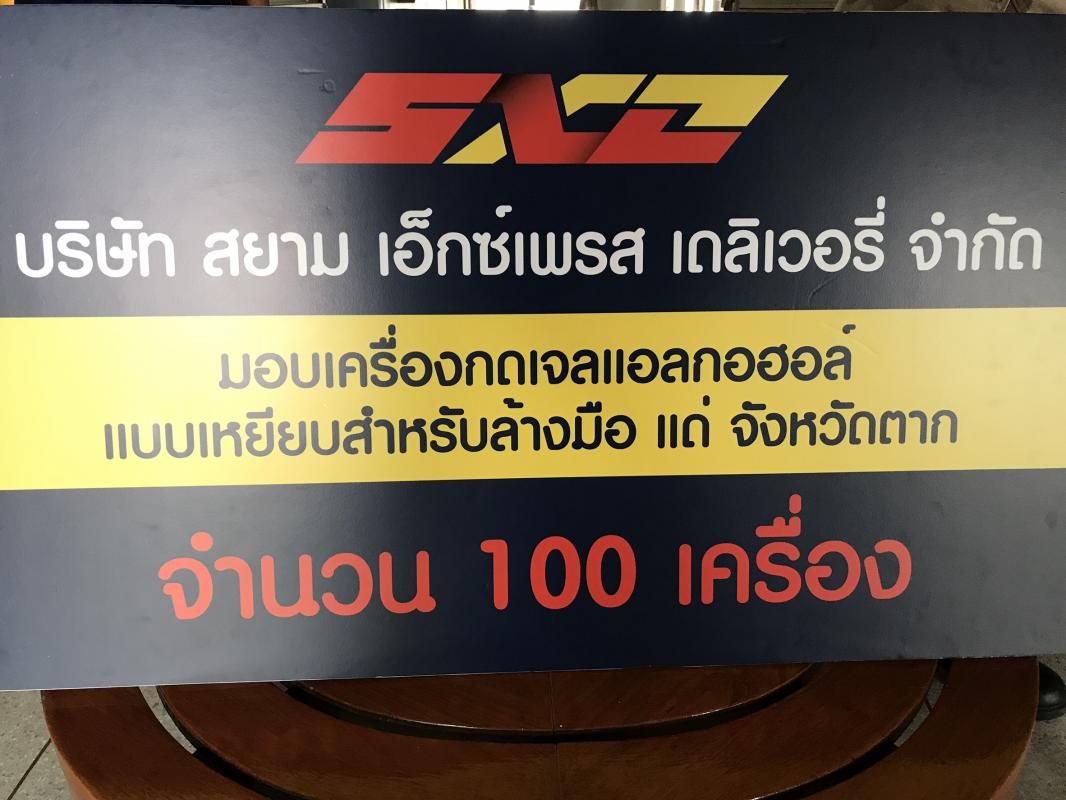 บริษัท สยาม เอ็กซ์เพรส เดลิเวอรี่ จำกัด
มอบเครื่องกดเจลแอลกอฮอล์
แบบเหยียบสำหรับล้างมือ แด่ จังหวัดตาก
จำนวน 100 เครื่อง